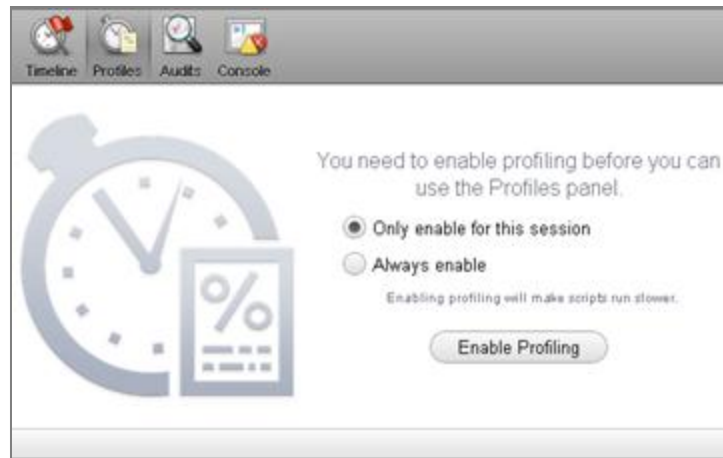 Timeline Profiles Audits Console
You need to enable profiling before you can
use the Profiles panel.
Only enable for this session
Always enable
Enabling profiling will make scripts run slower.
Enable Profiling
%